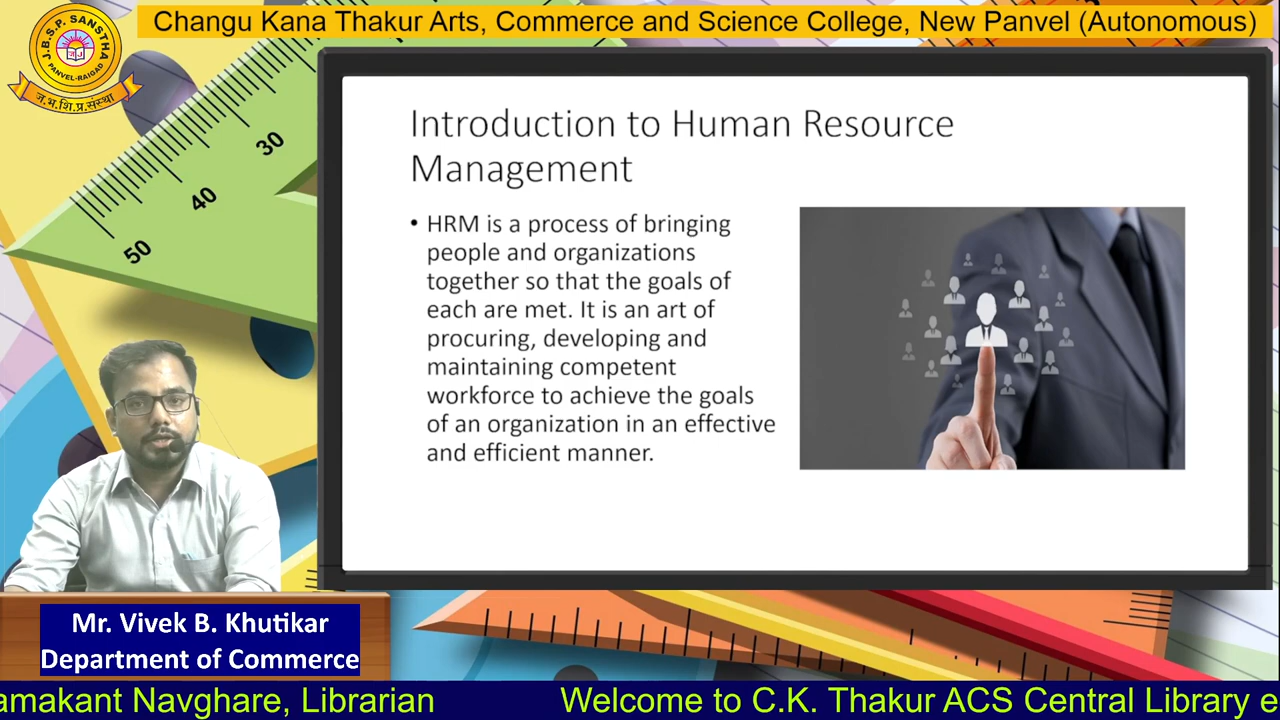 Changu Kana Thakur Arts, Commerce and Science College, New Panvel (Autonomous)
J.B.S.P. SANSTHA
PANVEL-RAIGAD
ज.भ.शि.प्र.संस्था
30
40
50
Introduction to Human Resource
Management
• HRM is a process of bringing
people and organizations
together so that the goals of
each are met. It is an art of
procuring, developing and
maintaining competent
workforce to achieve the goals
of an organization in an effective
and efficient manner.
Mr. Vivek B. Khutikar
Department of Commerce
amakant Navghare, Librarian Welcome to C.K. Thakur ACS Central Library e